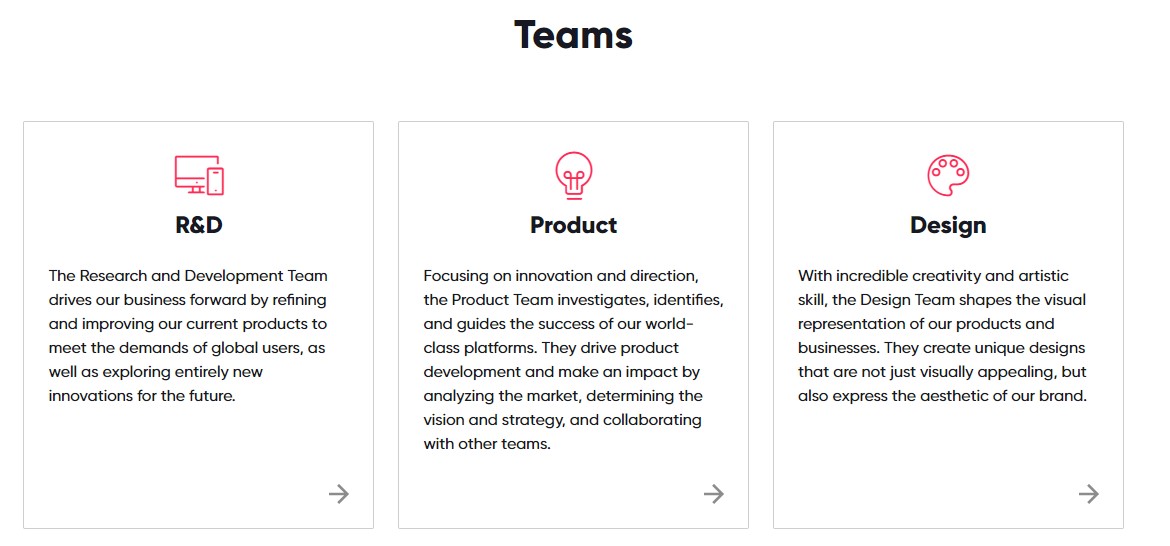 Teams
R&D
The Research and Development Team
drives our business forward by refining
and improving our current products to
meet the demands of global users, as
well as exploring entirely new
innovations for the future.
Product
Focusing on innovation and direction,
the Product Team investigates, identifies,
and guides the success of our world-
class platforms. They drive product
development and make an impact by
analyzing the market, determining the
vision and strategy, and collaborating
with other teams.
Design
With incredible creativity and artistic
skill, the Design Team shapes the visual
representation of our products and
businesses. They create unique designs
that are not just visually appealing, but
also express the aesthetic of our brand.